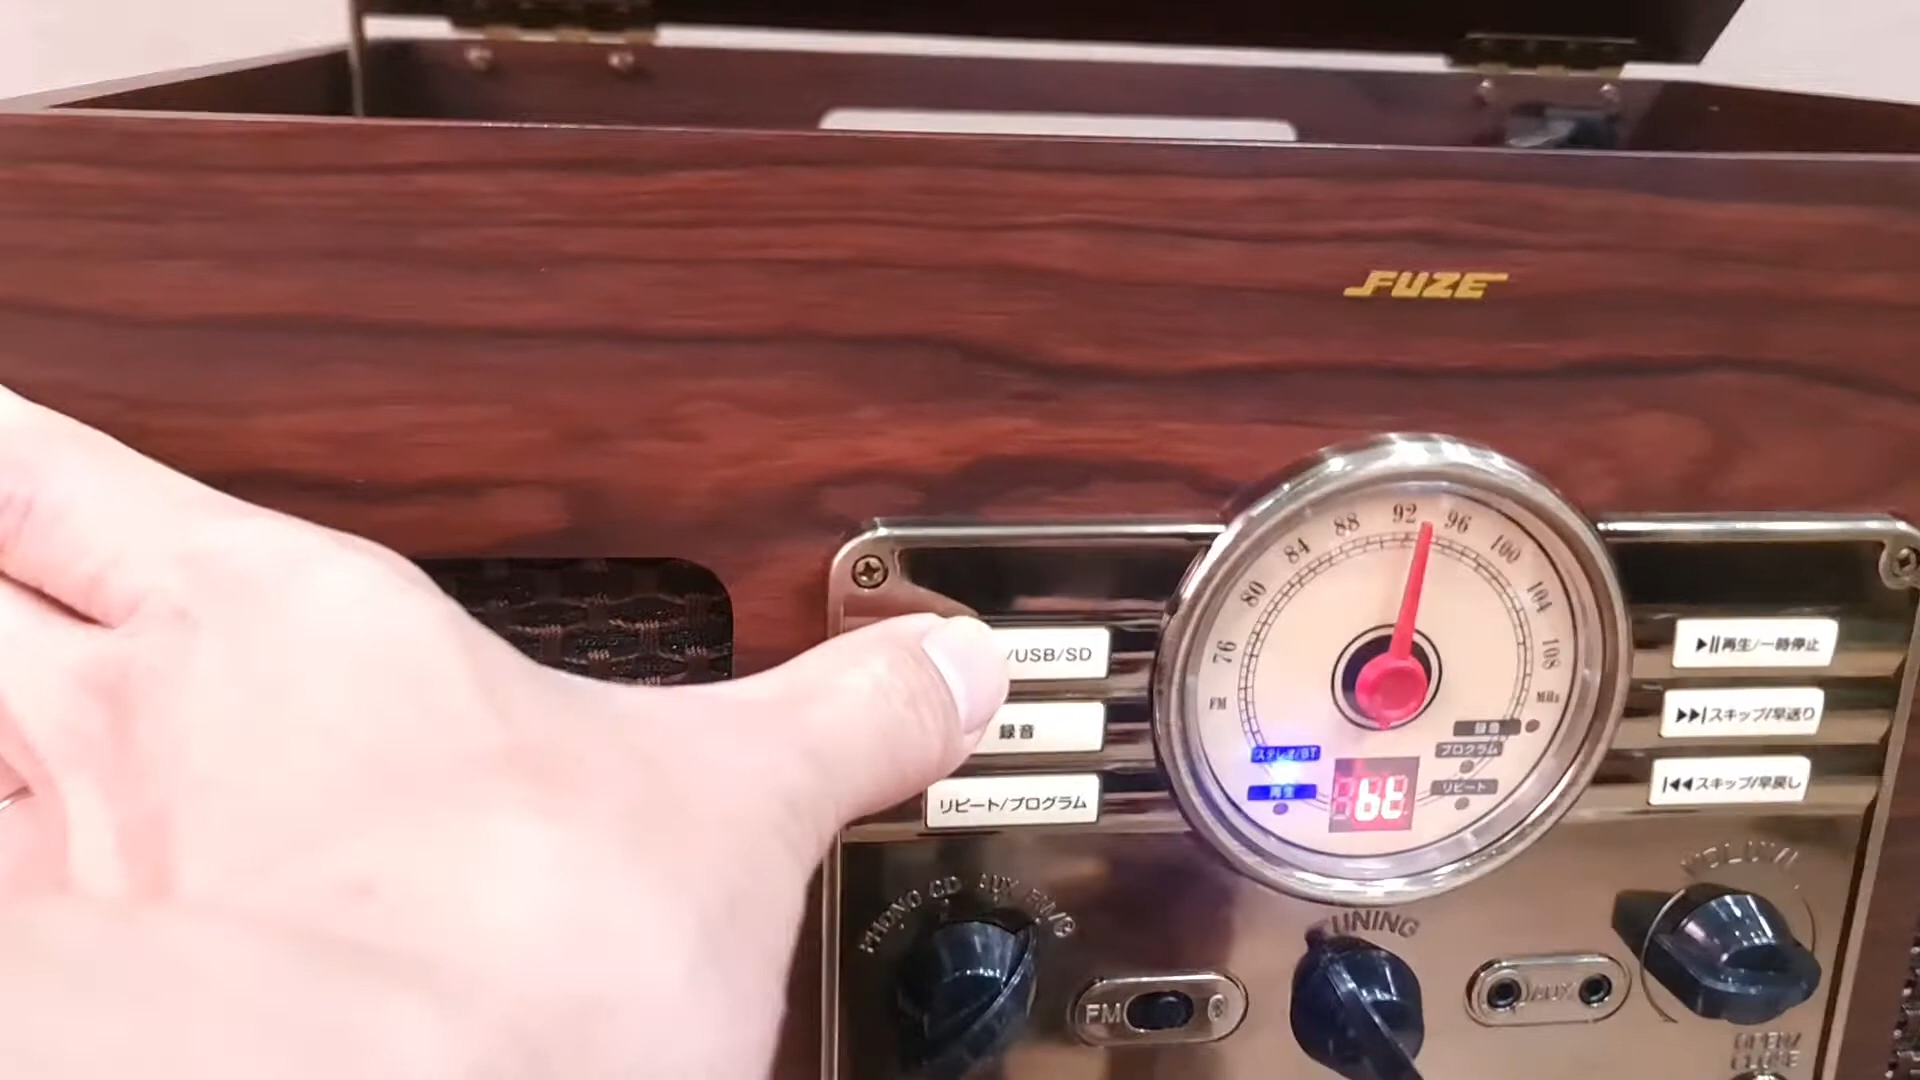 FUZE
76
80
84
88
92
96
100
104
108
FM
MHz
/USB/SD
録音
リピート/プログラム
ステレオ/BT
再生
録音
プログラム
リピート
bt
再生/一時停止
スキップ/早送り
スキップ/早戻し
PHONO CD AUX
TUNING
VOLUME
FM
AUX
OPEN/
CLOSE